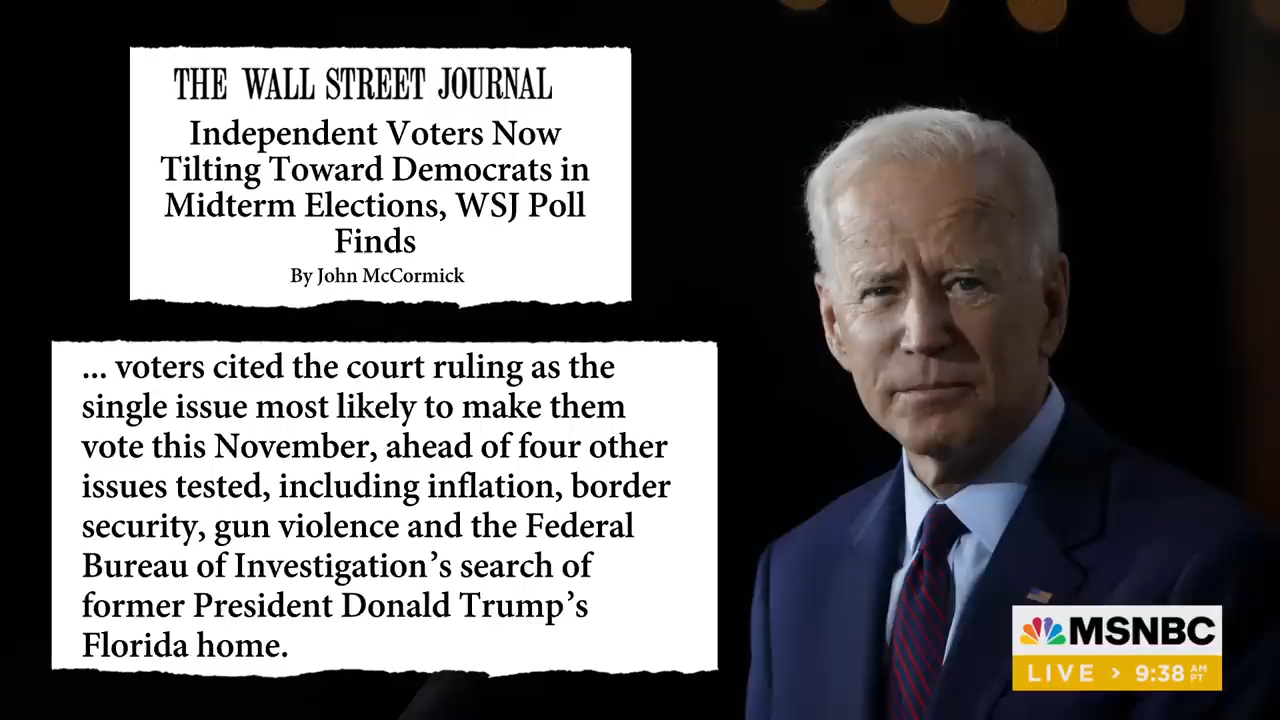 THE WALL STREET JOURNAL
Independent Voters Now
Tilting Toward Democrats in
Midterm Elections, WSJ Poll
Finds
By John McCormick
... voters cited the court ruling as the
single issue most likely to make them
vote this November, ahead of four other
issues tested, including inflation, border
security, gun violence and the Federal
Bureau of Investigation’s search of
former President Donald Trump’s
Florida home.
MSNBC
LIVE > 9:38 AM PT